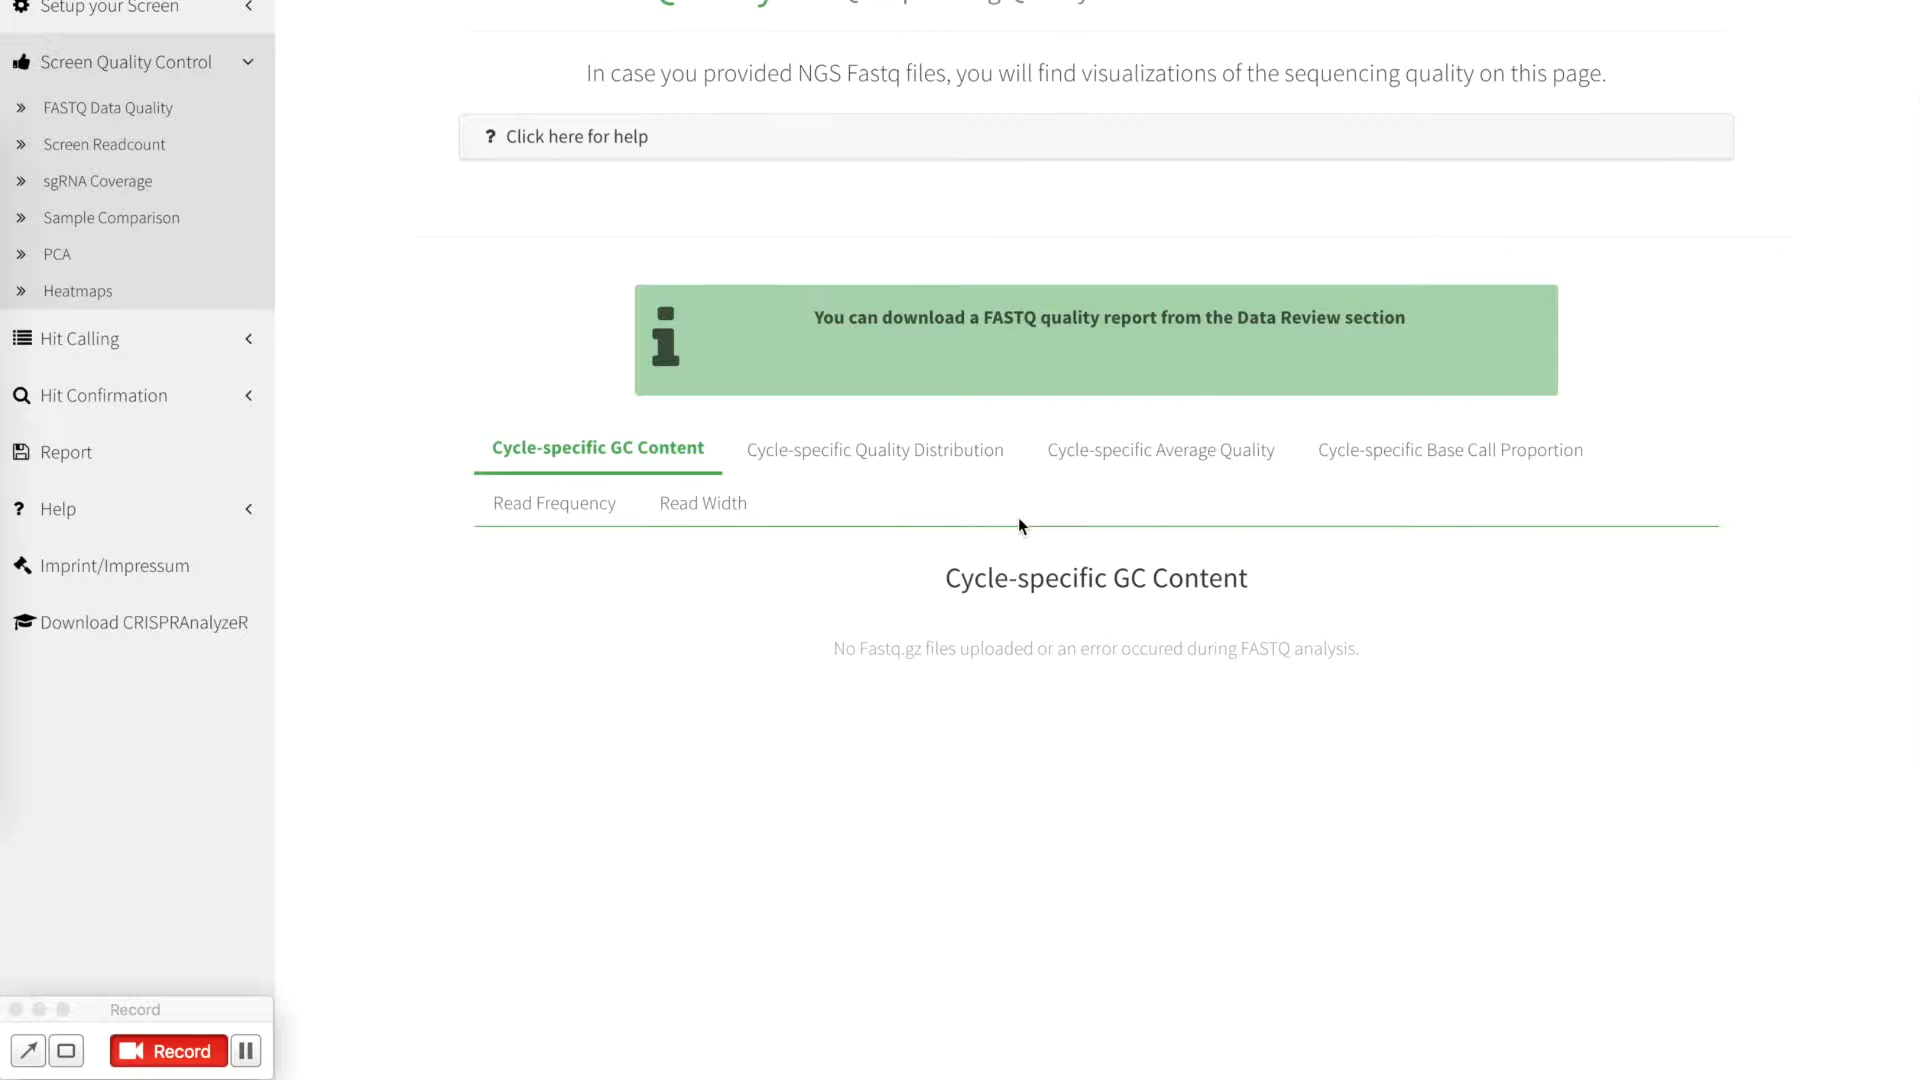 Setup your Screen
Screen Quality Control
FASTQ Data Quality
Screen Readcount
sgRNA Coverage
Sample Comparison
PCA
Heatmaps
Hit Calling
Hit Confirmation
Report
? Help
Imprint/Impressum
Download CRISPRAnalyzeR
In case you provided NGS Fastq files, you will find visualizations of the sequencing quality on this page.
? Click here for help
You can download a FASTQ quality report from the Data Review section
Cycle-specific GC Content Cycle-specific Quality Distribution Cycle-specific Average Quality Cycle-specific Base Call Proportion
Read Frequency Read Width
Cycle-specific GC Content
No Fastq.gz files uploaded or an error occured during FASTQ analysis.
Record
Record